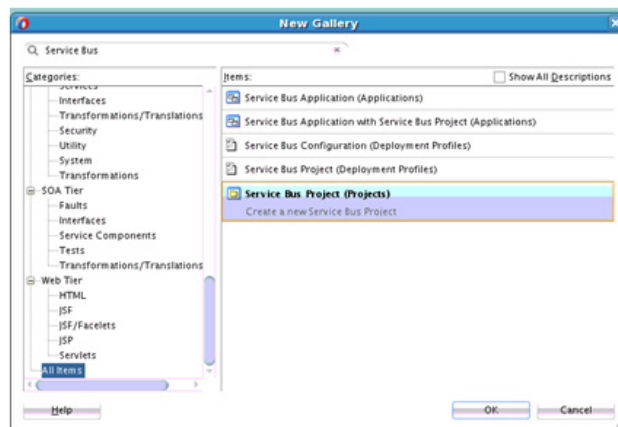 New Gallery
Service Bus
Categories:
Services
Interfaces
Transformations/Translations
Security
Utility
System
Transformations
SOA Tier
Faults
Interfaces
Service Components
Tests
Transformations/Translations
Web Tier
HTML
JSF
JSF/Facelets
JSP
Servlets
All Items
Items:
Show All Descriptions
Service Bus Application (Applications)
Service Bus Application with Service Bus Project (Applications)
Service Bus Configuration (Deployment Profiles)
Service Bus Project (Deployment Profiles)
Service Bus Project (Projects)
Create a new Service Bus Project
Help
OK
Cancel